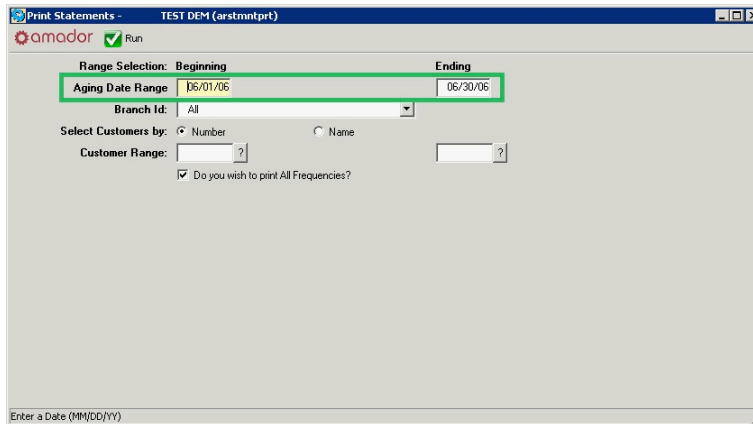 Print Statements - TEST DEM (arstmntprt)
amador Run
Range Selection: Beginning Ending
Aging Date Range 06/01/06 06/30/06
Branch Id: All
Select Customers by: Number Name
Customer Range: ? ?
Do you wish to print All Frequencies?
Enter a Date (MM/DD/YY)